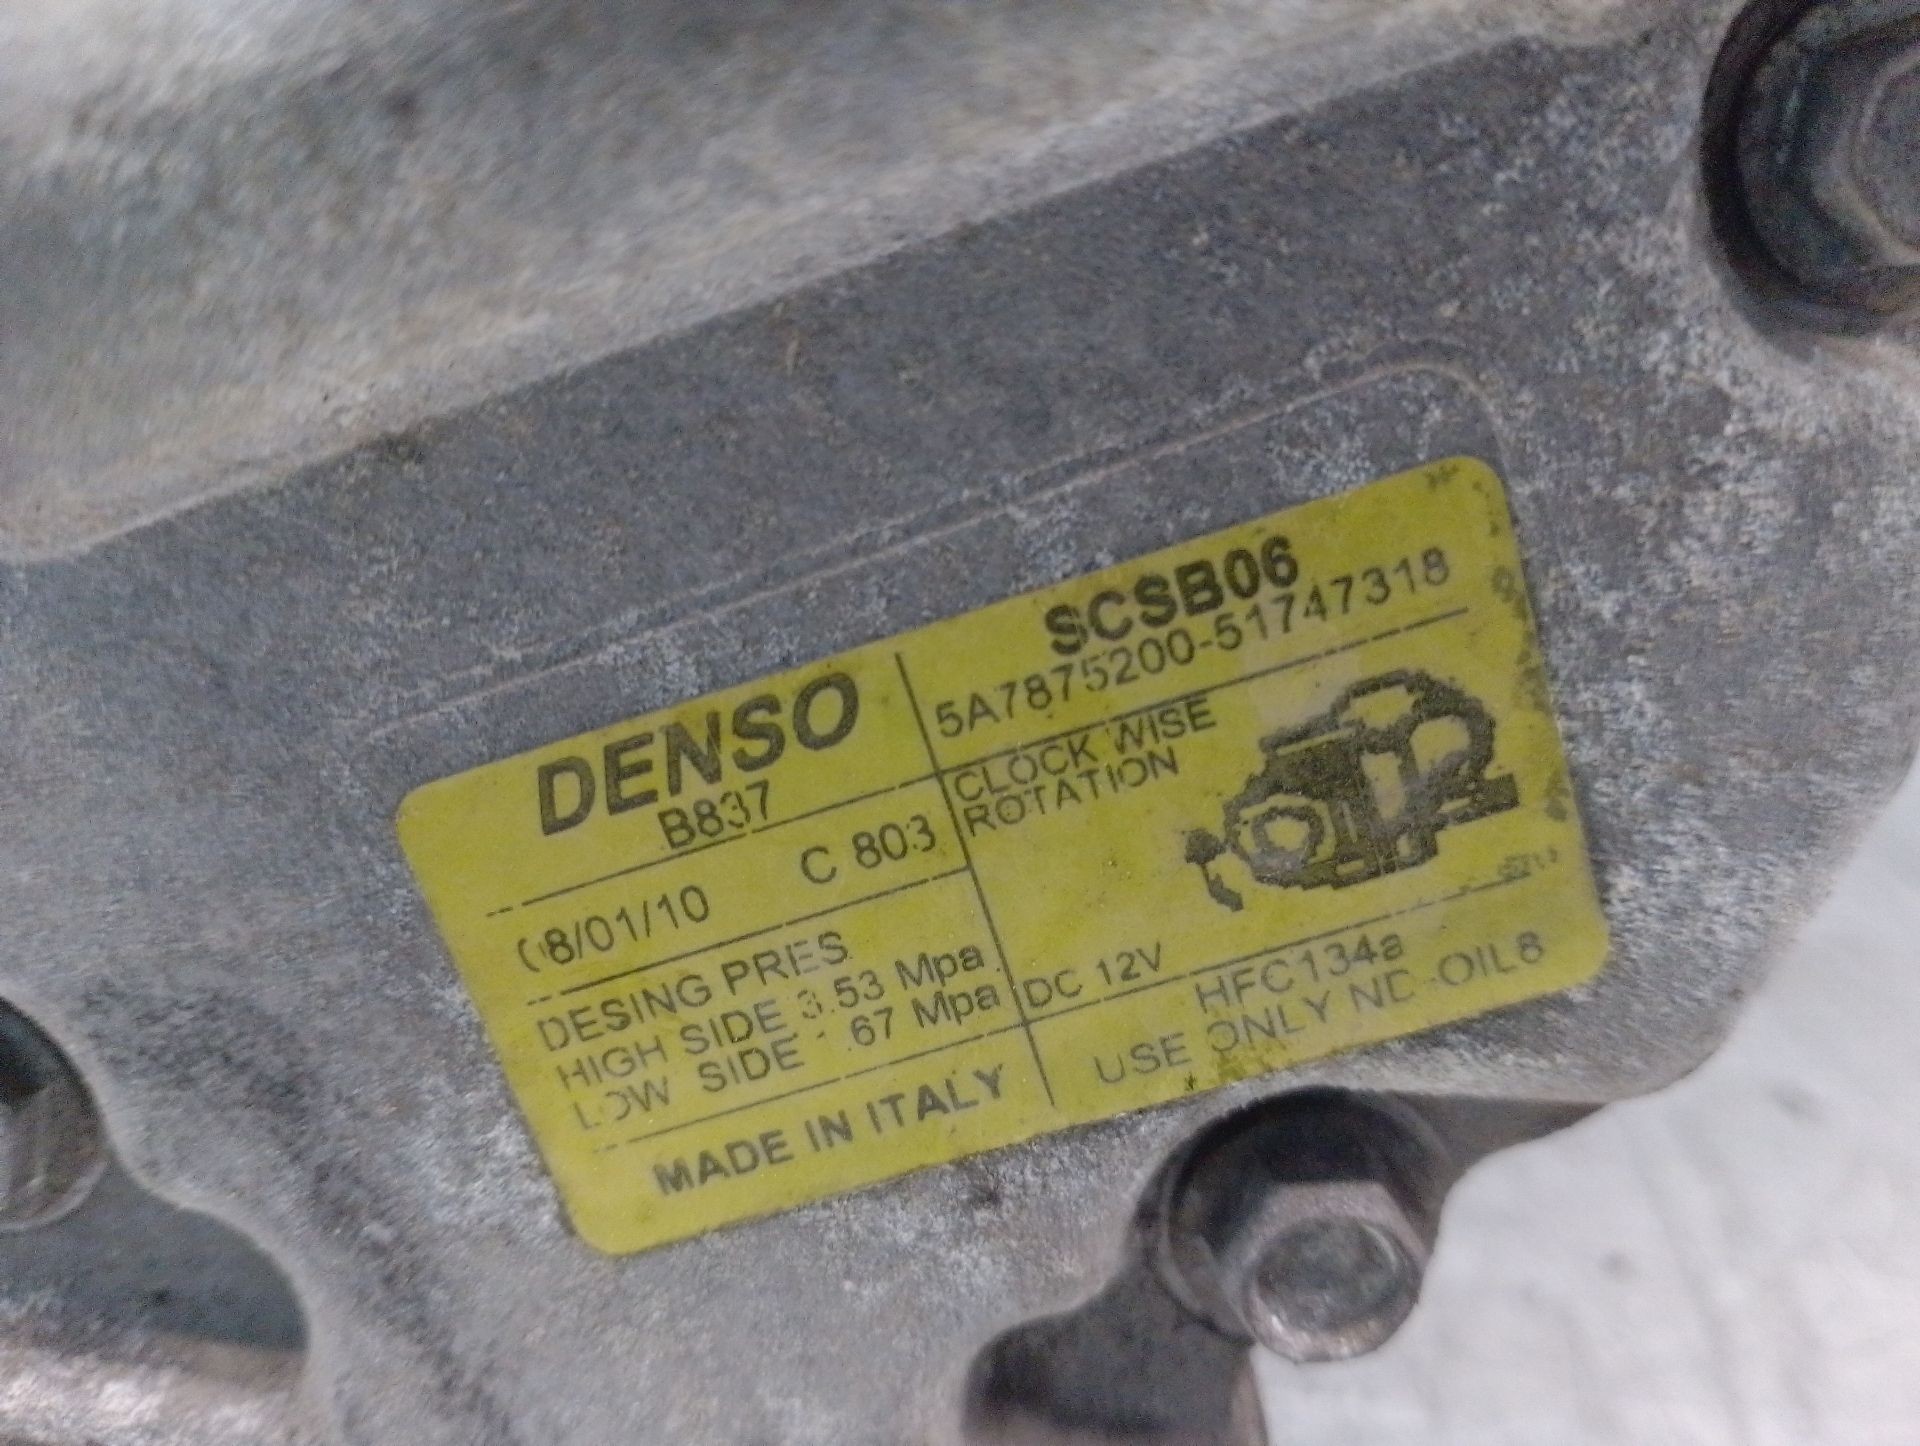 DENSO
B837
08/01/10 C 803
DESING PRES.
HIGH SIDE 3.53 Mpa
LOW SIDE 1.67 Mpa
MADE IN ITALY
SCSB06
5A7875200-51747318
CLOCK WISE
ROTATION
DC 12V
HFC134a
USE ONLY ND-OIL8